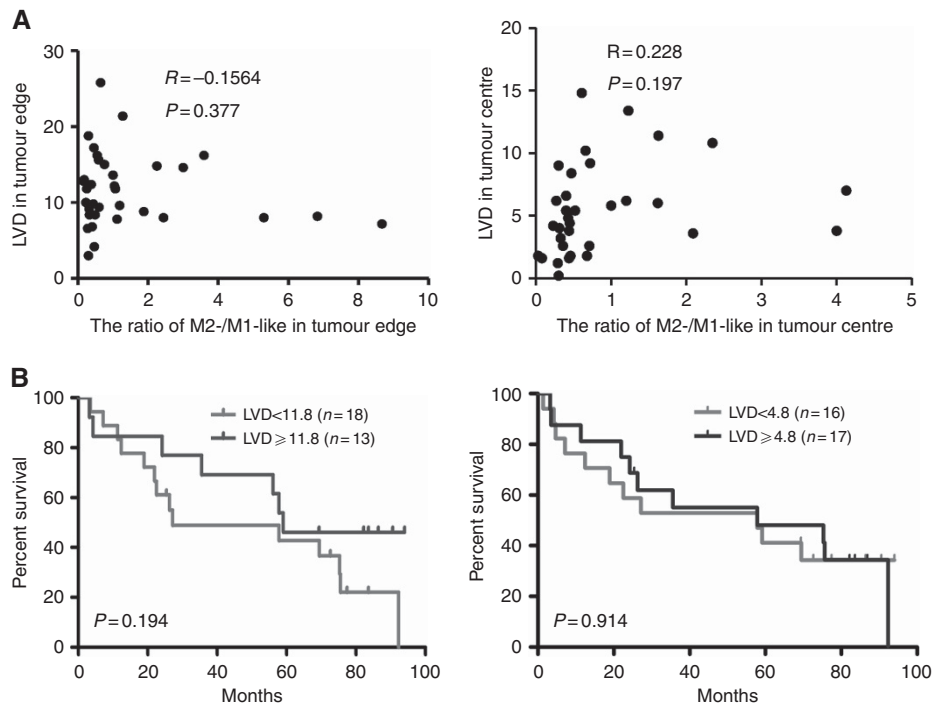 A
LVD in tumour edge
30
20
10
0
R=−0.1564
P=0.377
0 2 4 6 8 10
The ratio of M2-/M1-like in tumour edge
LVD in tumour centre
20
15
10
5
0
R=0.228
P=0.197
0 1 2 3 4 5
The ratio of M2-/M1-like in tumour centre
B
Percent survival
100
80
60
40
20
0
LVD<11.8 (n=18)
LVD⩾11.8 (n=13)
P=0.194
0 20 40 60 80 100
Months
Percent survival
100
80
60
40
20
0
LVD<4.8 (n=16)
LVD⩾4.8 (n=17)
P=0.914
0 20 40 60 80 100
Months